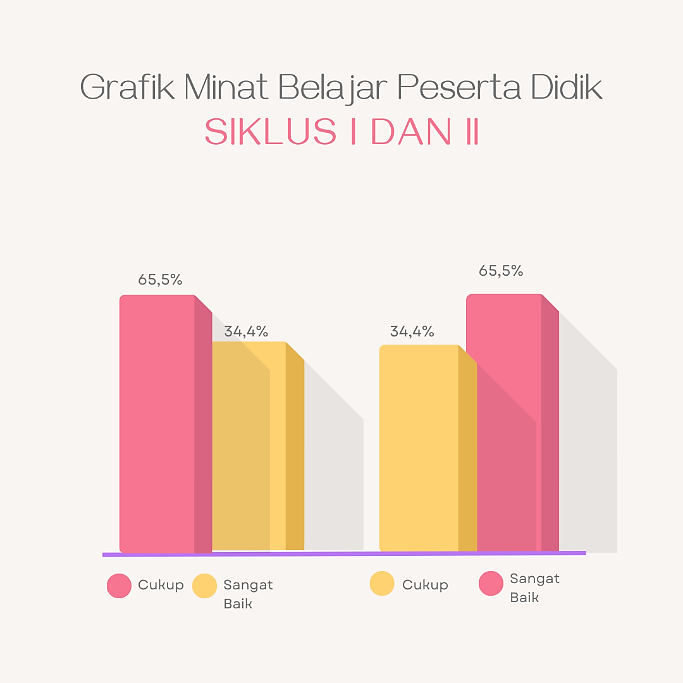 Grafik Minat Belajar Peserta Didik
SIKLUS I DAN II
65,5%
34,4%
34,4%
65,5%
Cukup
Sangat
Baik
Cukup
Sangat
Baik